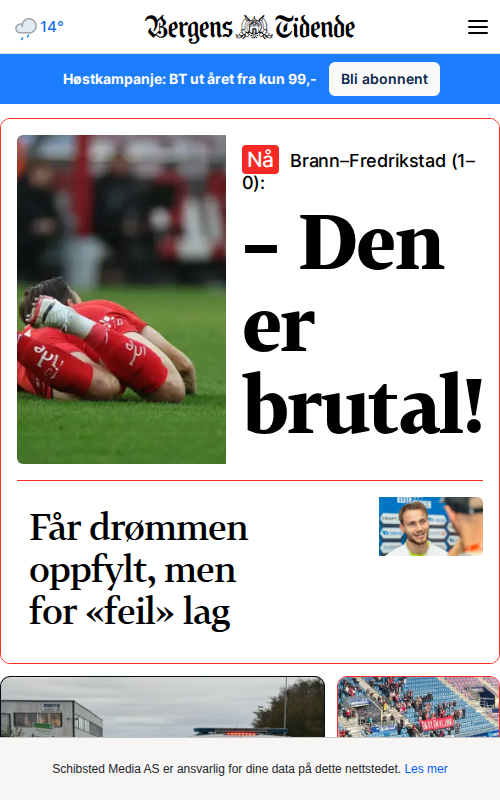 14°
Bergens Tidende
Høstkampanje: BT ut året fra kun 99,-
Bli abonnent
Nå Brann–Fredrikstad (1–
0):
– Den
er
brutal!
Får drømmen
oppfylt, men
for «feil» lag
Schibsted Media AS er ansvarlig for dine data på dette nettstedet. Les mer